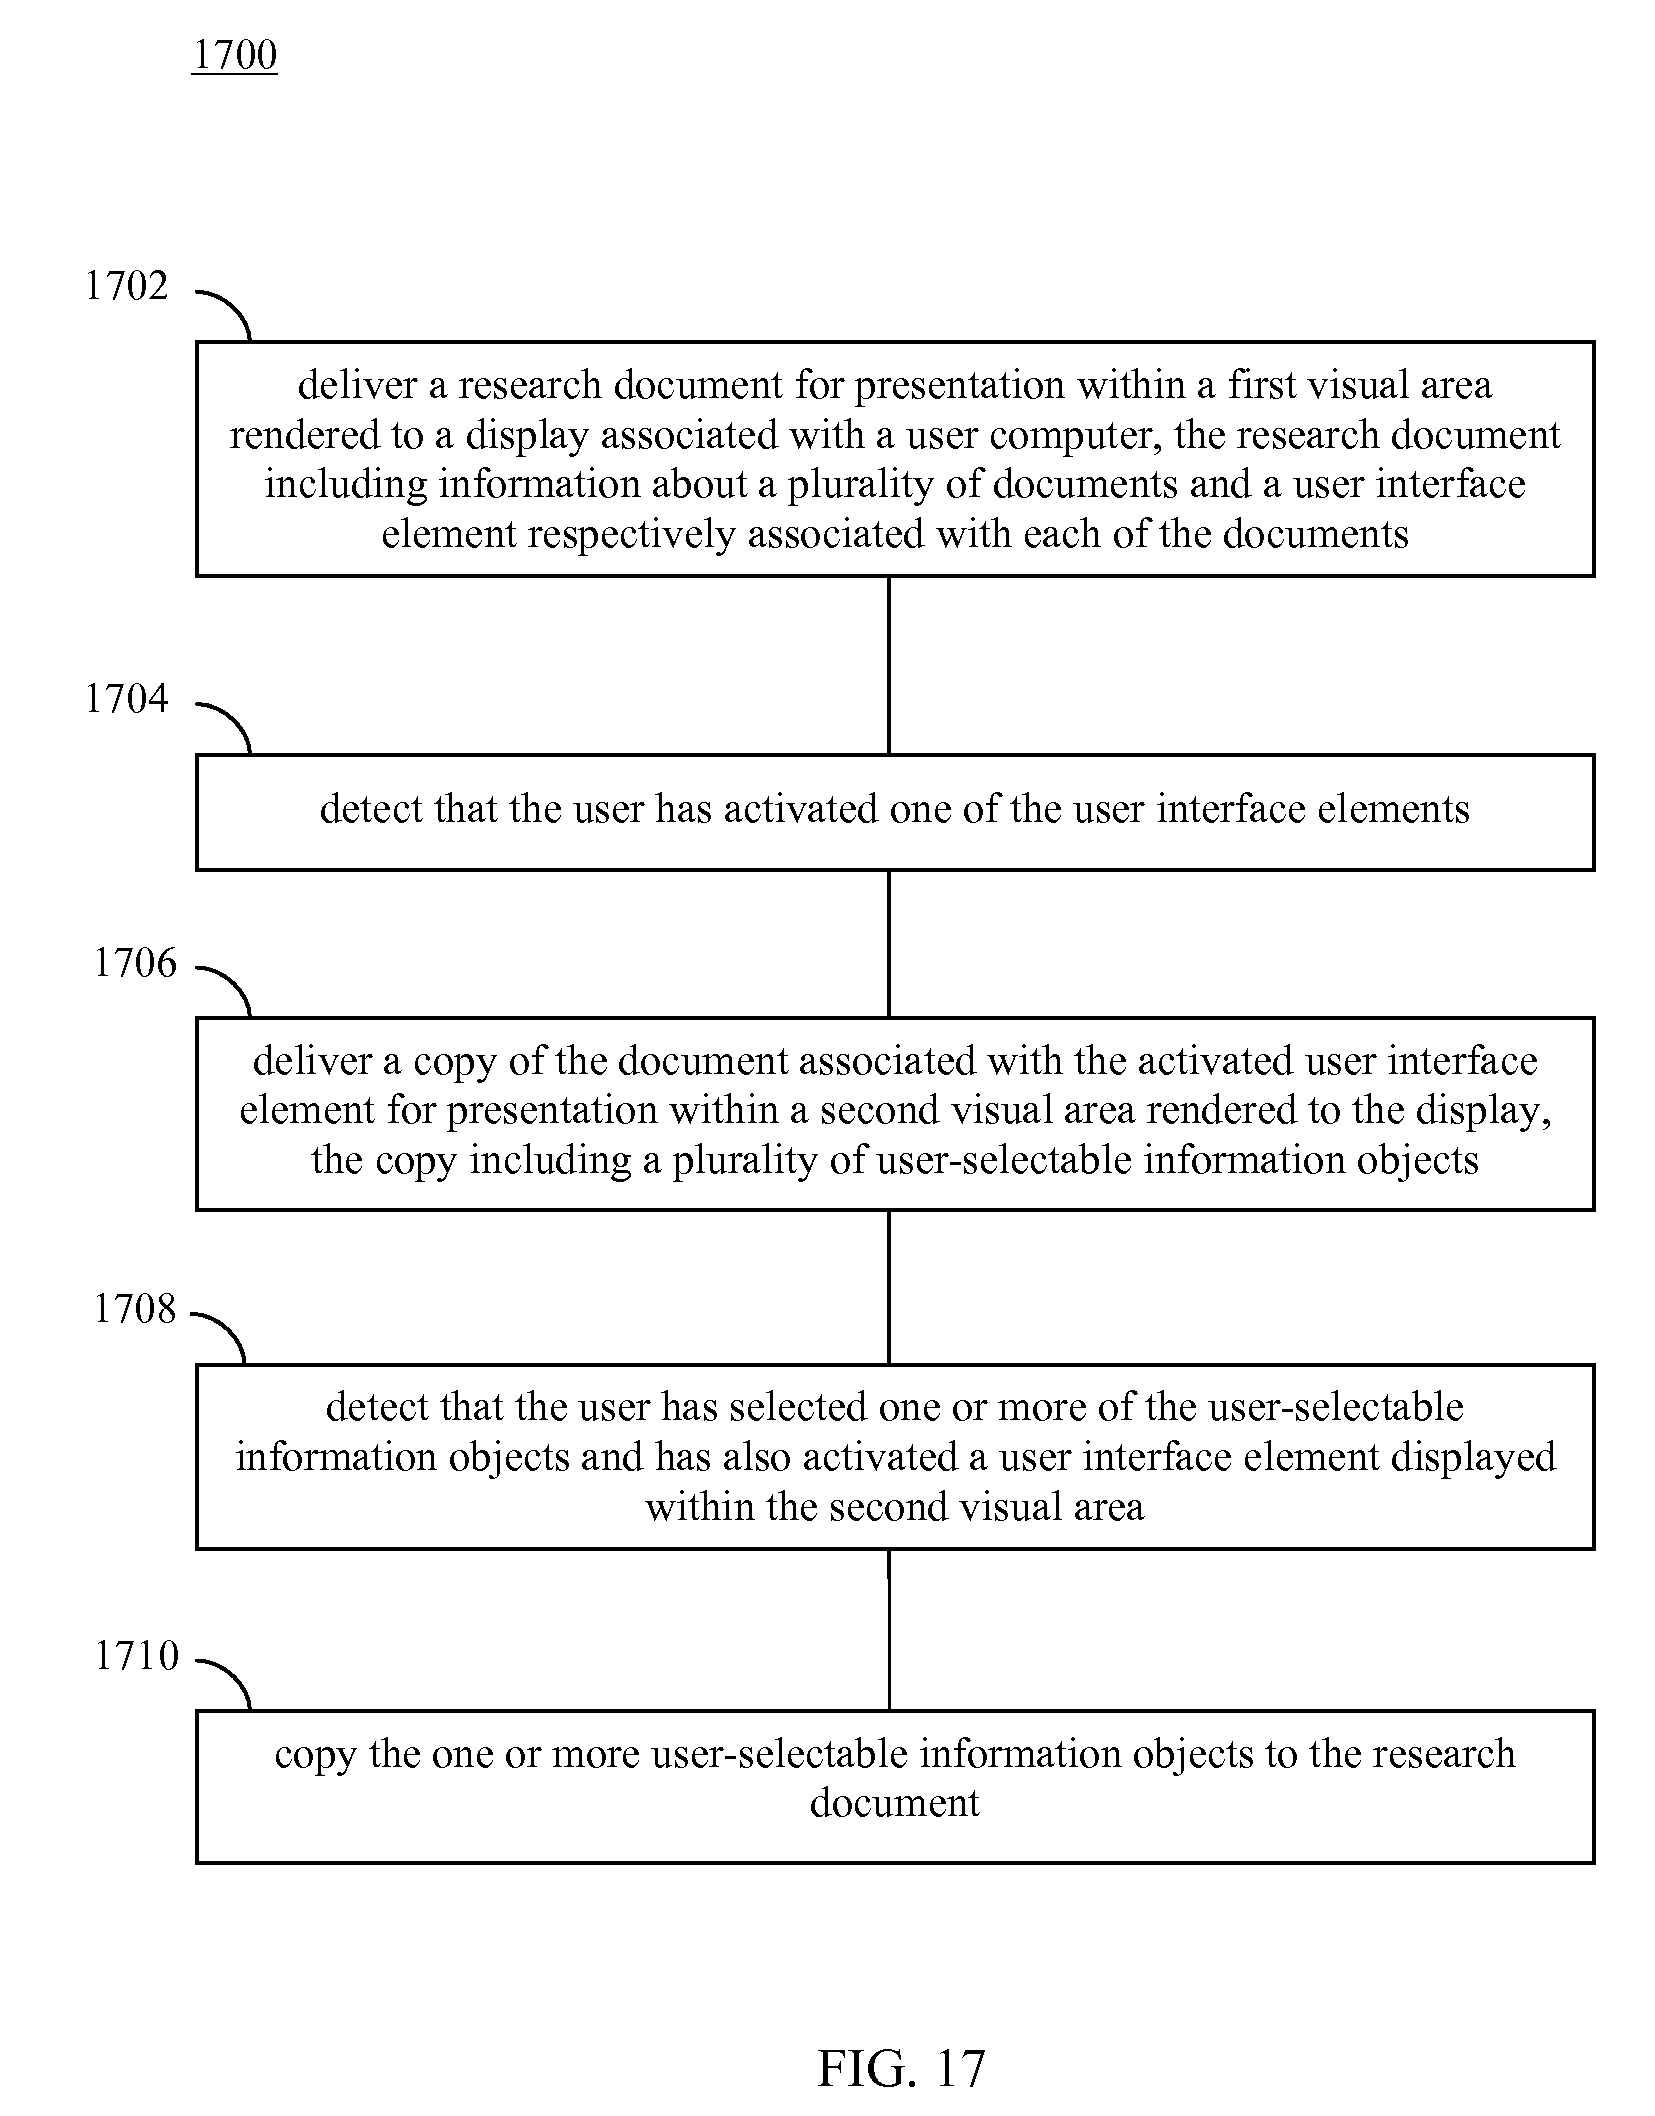 1700
1702
deliver a research document for presentation within a first visual area
rendered to a display associated with a user computer, the research document
including information about a plurality of documents and a user interface
element respectively associated with each of the documents
1704
detect that the user has activated one of the user interface elements
1706
deliver a copy of the document associated with the activated user interface
element for presentation within a second visual area rendered to the display,
the copy including a plurality of user-selectable information objects
1708
detect that the user has selected one or more of the user-selectable
information objects and has also activated a user interface element displayed
within the second visual area
1710
copy the one or more user-selectable information objects to the research
document
FIG. 17